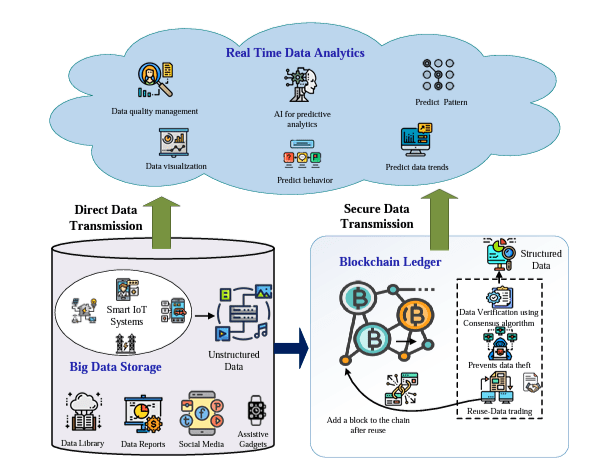 Real Time Data Analytics
Data quality management
AI for predictive
analytics
Predict Pattern
Data visualization
Predict behavior
Predict data trends
Direct Data
Transmission
Secure Data
Transmission
Smart IoT
Systems
Unstructured
Data
Big Data Storage
Data Library
Data Reports
Social Media
Assistive
Gadgets
Blockchain Ledger
Structured
Data
Data Verification using
Consensus algorithm
Prevents data theft
Reuse-Data trading
Add a block to the chain
after reuse